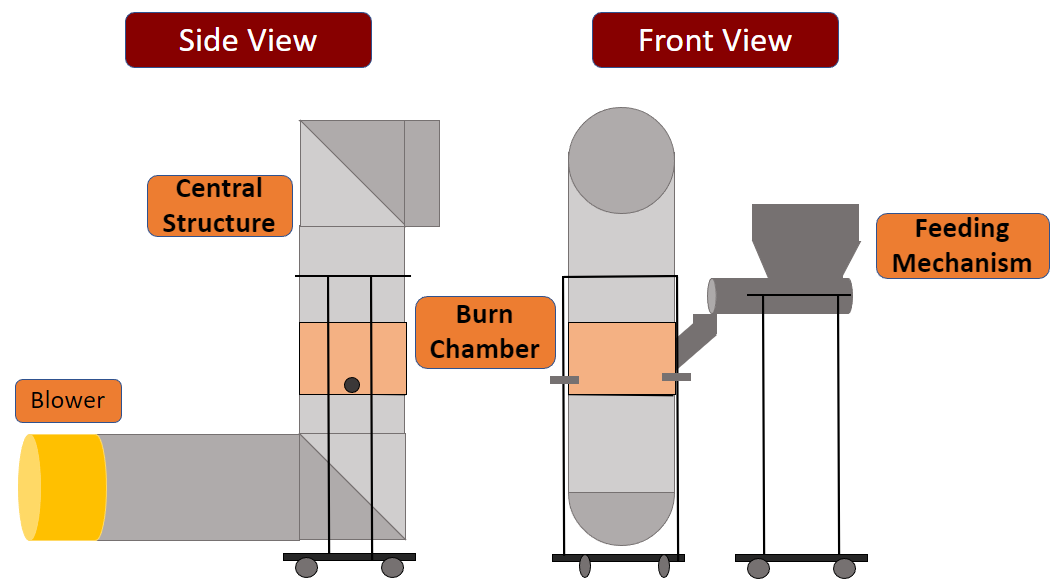 Side View
Front View
Central
Structure
Feeding
Mechanism
Burn
Chamber
Blower